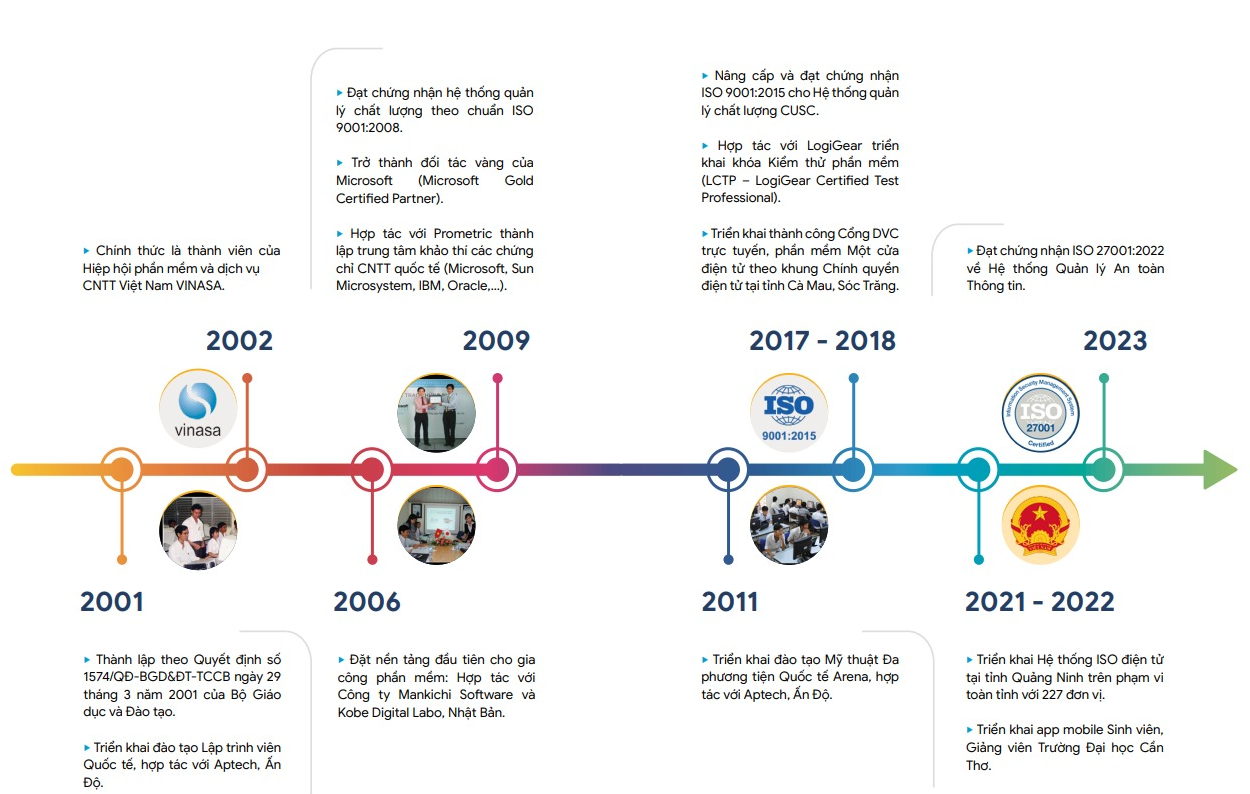 ▸ Chính thức là thành viên của
Hiệp hội phần mềm và dịch vụ
CNTT Việt Nam VINASA.
2002
▸ Đạt chứng nhận hệ thống quản
lý chất lượng theo chuẩn ISO
9001:2008.
▸ Trở thành đối tác vàng của
Microsoft (Microsoft Gold
Certified Partner).
▸ Hợp tác với Prometric thành
lập trung tâm khảo thí các chứng
chỉ CNTT quốc tế (Microsoft, Sun
Microsystem, IBM, Oracle,...).
2009
▸ Nâng cấp và đạt chứng nhận
ISO 9001:2015 cho Hệ thống quản
lý chất lượng CUSC.
▸ Hợp tác với LogiGear triển
khai khóa Kiểm thử phần mềm
(LCTP – LogiGear Certified Test
Professional).
▸ Triển khai thành công Cổng DVC
trực tuyến, phần mềm Một cửa
điện tử theo khung Chính quyền
điện tử tại tỉnh Cà Mau, Sóc Trăng.
2017 - 2018
▸ Đạt chứng nhận ISO 27001:2022
về Hệ thống Quản lý An toàn
Thông tin.
2023
vinasa
ISO
9001:2015
Information Security Management System
ISO
27001
Certified
2001
▸ Thành lập theo Quyết định số
1574/QĐ-BGD&ĐT-TCCB ngày 29
tháng 3 năm 2001 của Bộ Giáo
dục và Đào tạo.
▸ Triển khai đào tạo Lập trình viên
Quốc tế, hợp tác với Aptech, Ấn
Độ.
2006
▸ Đặt nền tảng đầu tiên cho gia
công phần mềm: Hợp tác với
Công ty Mankichi Software và
Kobe Digital Labo, Nhật Bản.
2011
▸ Triển khai đào tạo Mỹ thuật Đa
phương tiện Quốc tế Arena, hợp
tác với Aptech, Ấn Độ.
2021 - 2022
▸ Triển khai Hệ thống ISO điện tử
tại tỉnh Quảng Ninh trên phạm vi
toàn tỉnh với 227 đơn vị.
▸ Triển khai app mobile Sinh viên,
Giảng viên Trường Đại học Cần
Thơ.